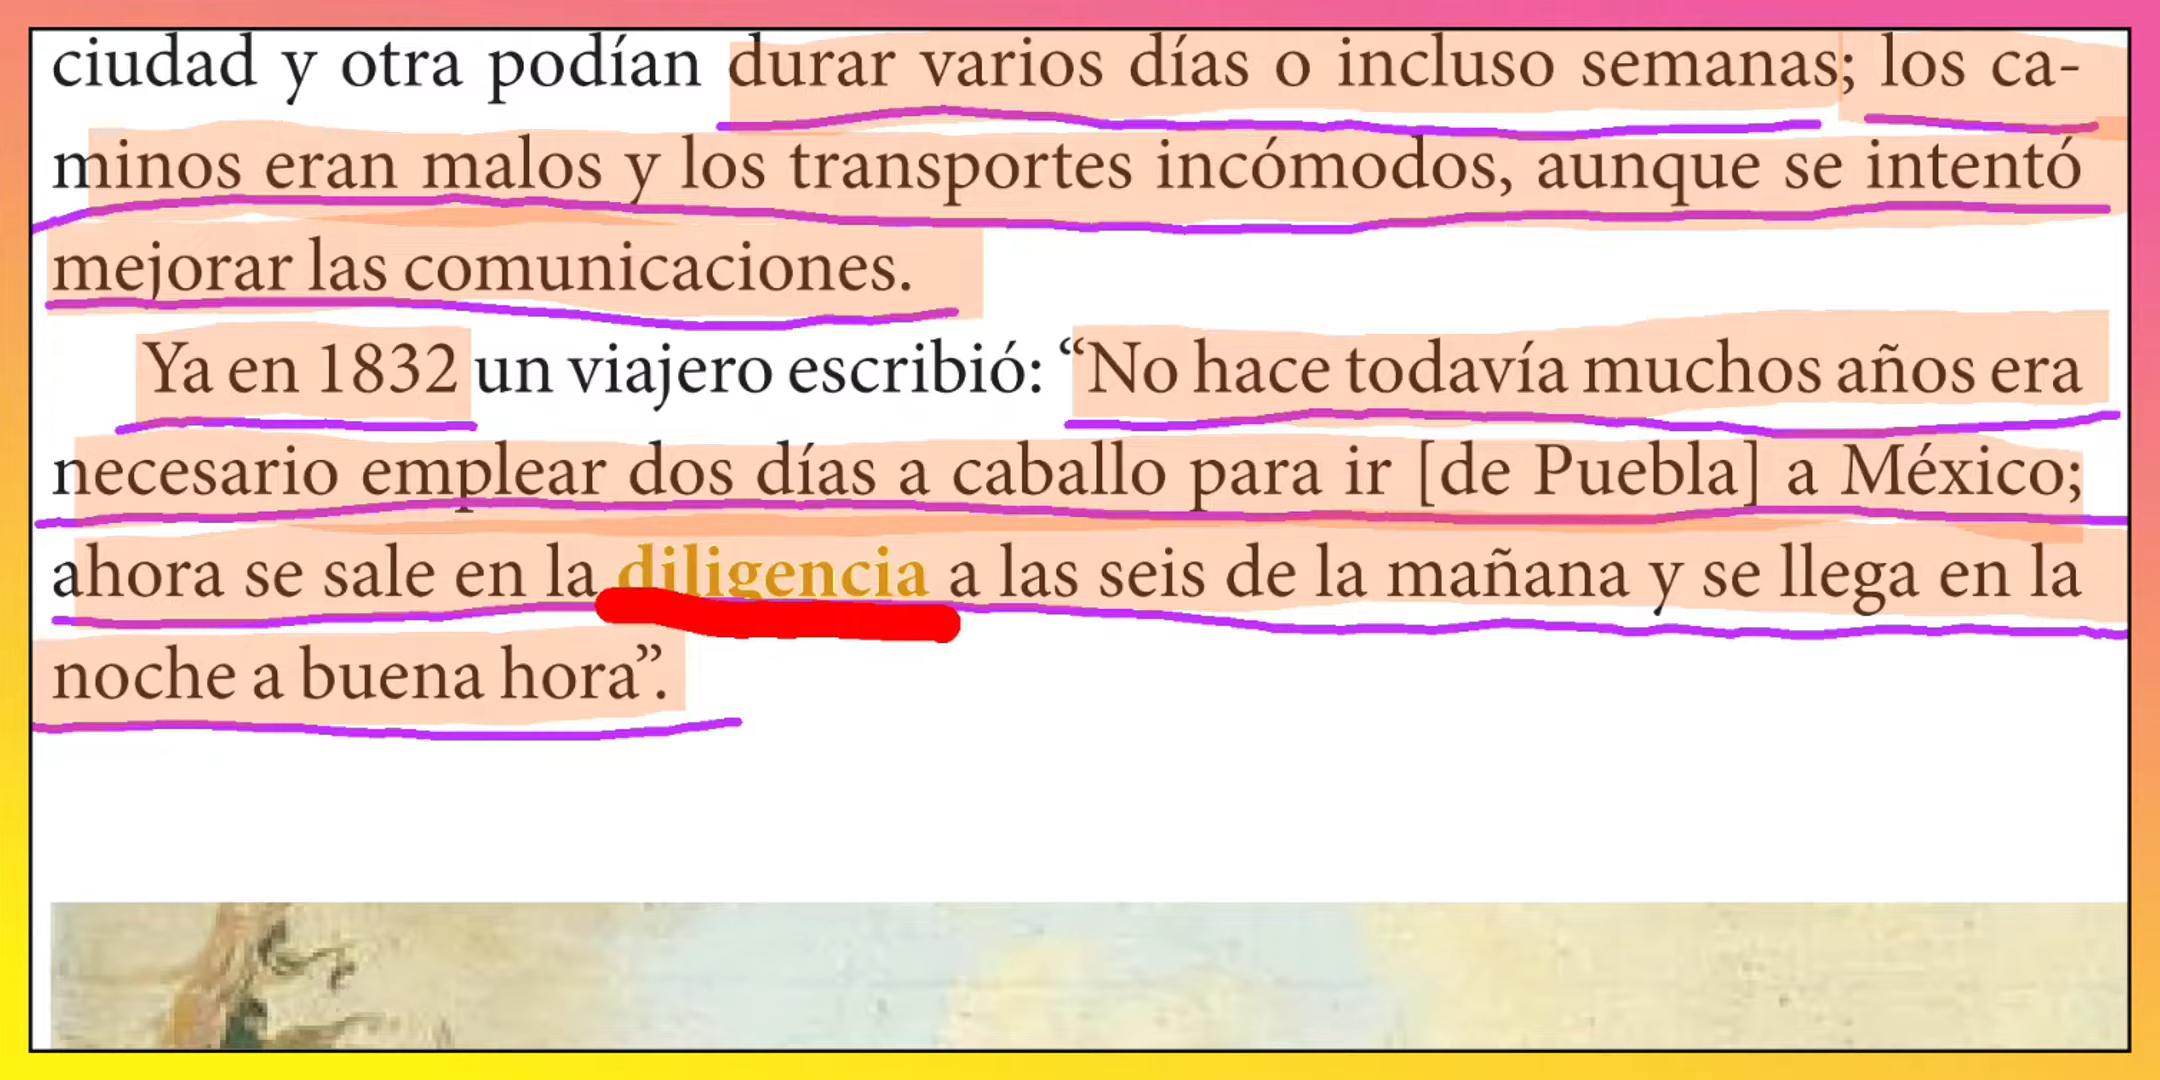 ciudad y otra podían durar varios días o incluso semanas; los ca-
minos eran malos y los transportes incómodos, aunque se intentó
mejorar las comunicaciones.
Ya en 1832 un viajero escribió: “No hace todavía muchos años era
necesario emplear dos días a caballo para ir [de Puebla] a México;
ahora se sale en la diligencia a las seis de la mañana y se llega en la
noche a buena hora”.